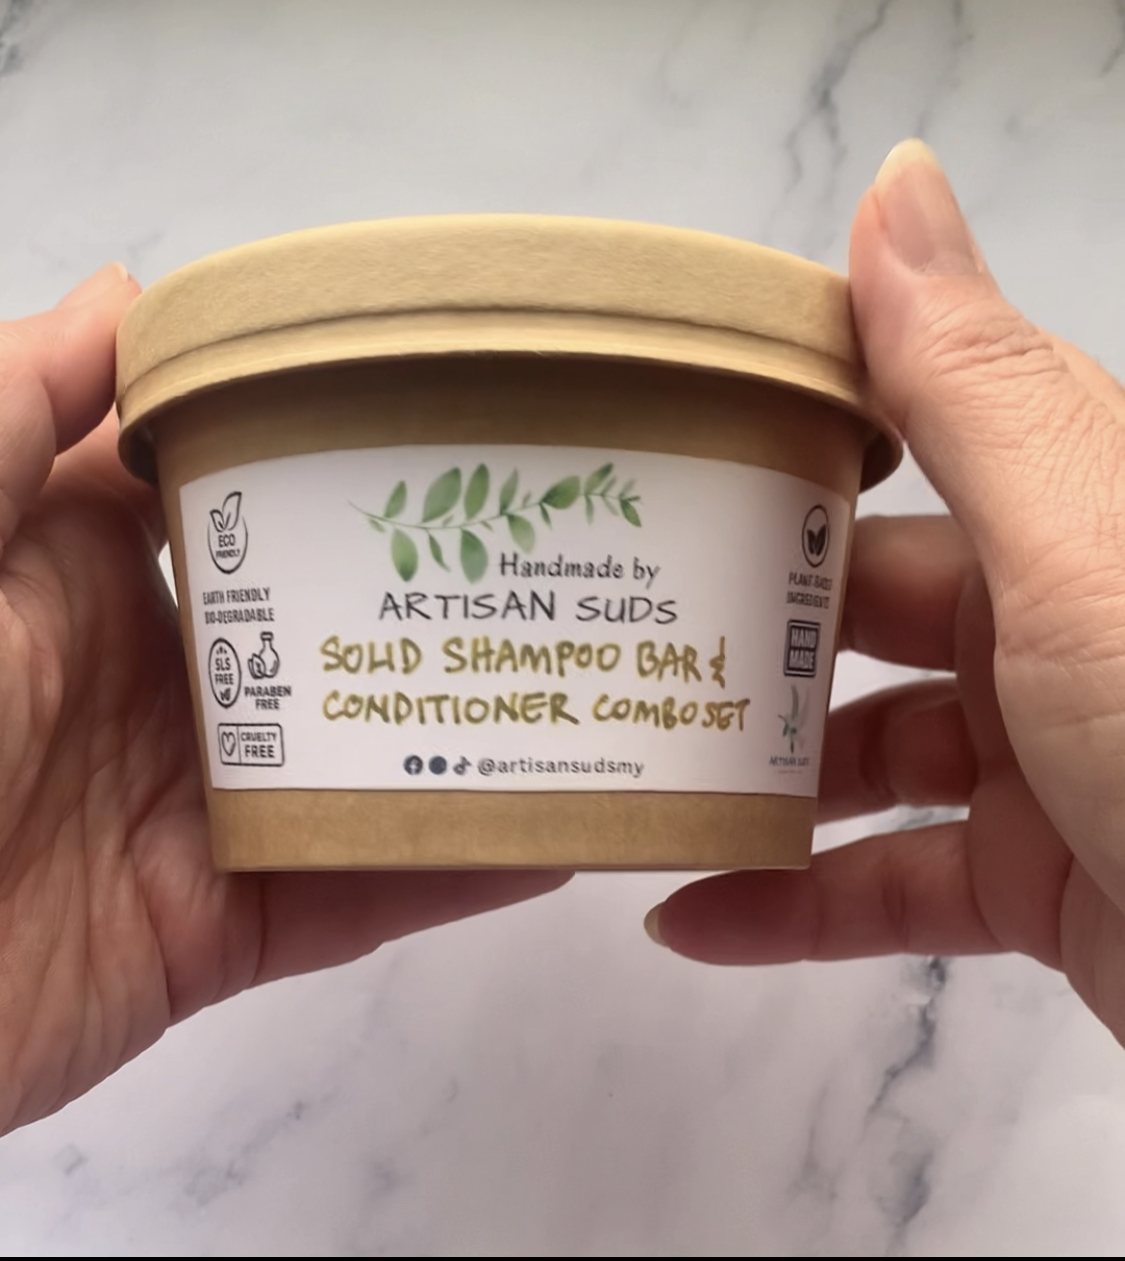 ECO
FRIENDLY
EARTH FRIENDLY
BIO-DEGRADABLE
SLS
FREE
PARABEN
FREE
CRUELTY
FREE
Handmade by
ARTISAN SUDS
SOLID SHAMPOO BAR &
CONDITIONER COMBO SET
@artisansudsmy
PLANT-BASED
INGREDIENTS
HAND
MADE
ARTISAN SUDS